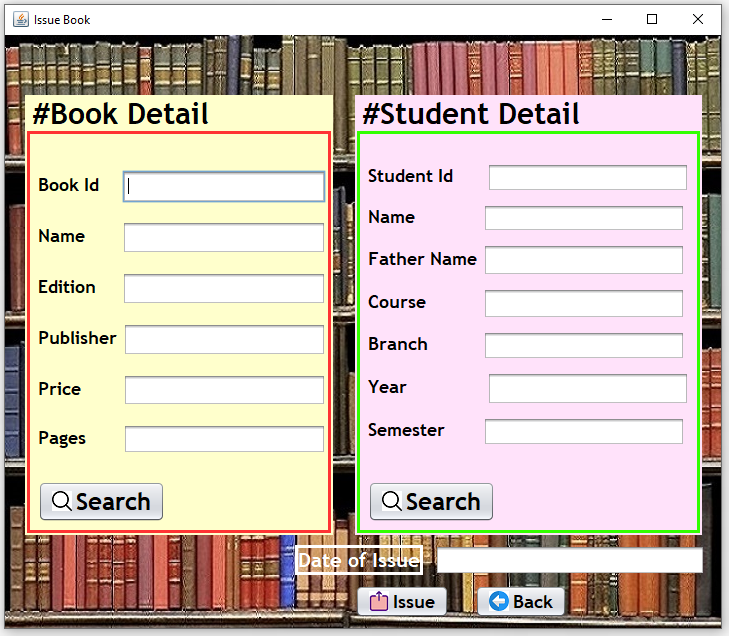 Issue Book
#Book Detail
Book Id
Name
Edition
Publisher
Price
Pages
Search
#Student Detail
Student Id
Name
Father Name
Course
Branch
Year
Semester
Search
Date of Issue
Issue
Back